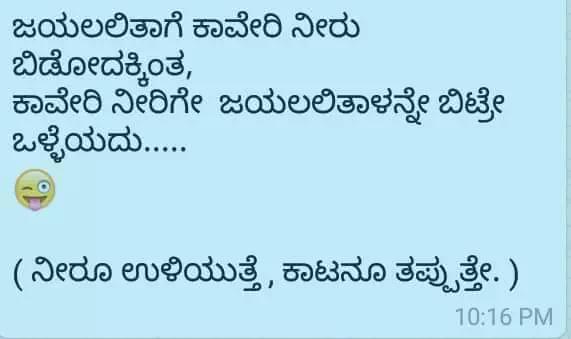 ಜಯಲಲಿತಾಗೆ ಕಾವೇರಿ ನೀರು
ಬಿಡೋದಕ್ಕಿಂತ,
ಕಾವೇರಿ ನೀರಿಗೇ ಜಯಲಲಿತಾಳನ್ನೇ ಬಿಟ್ರೇ
ಒಳ್ಳೆಯದು.....
😜
( ನೀರೂ ಉಳಿಯುತ್ತೆ , ಕಾಟನೂ ತಪ್ಪುತ್ತೇ. )
10:16 PM